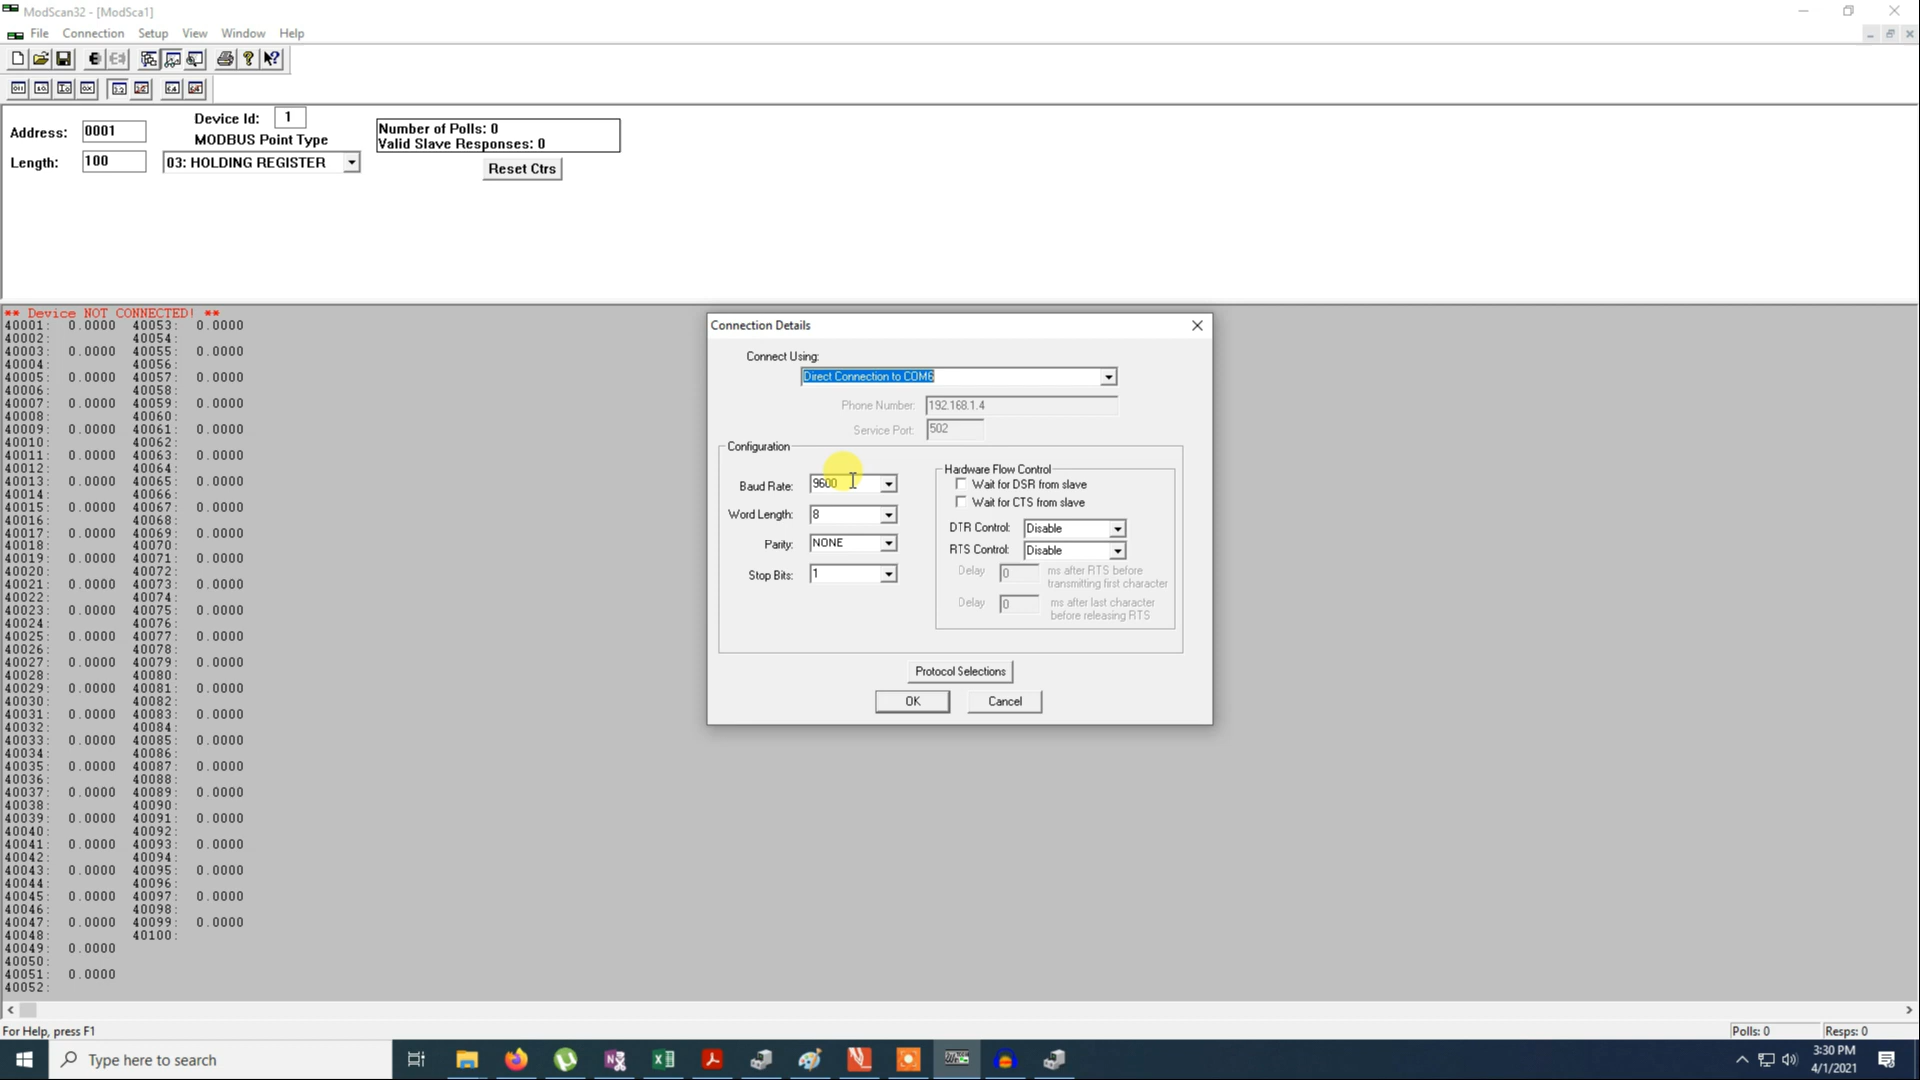 ModScan32 - [ModSca1]
File Connection Setup View Window Help
Address: 0001
Device Id: 1
MODBUS Point Type
Length: 100
03: HOLDING REGISTER
Number of Polls: 0
Valid Slave Responses: 0
Reset Ctrs
** Device NOT CONNECTED! **
40001: 0.0000 40053: 0.0000
40002: 40054:
40003: 0.0000 40055: 0.0000
40004: 40056:
40005: 0.0000 40057: 0.0000
40006: 40058:
40007: 0.0000 40059: 0.0000
40008: 40060:
40009: 0.0000 40061: 0.0000
40010: 40062:
40011: 0.0000 40063: 0.0000
40012: 40064:
40013: 0.0000 40065: 0.0000
40014: 40066:
40015: 0.0000 40067: 0.0000
40016: 40068:
40017: 0.0000 40069: 0.0000
40018: 40070:
40019: 0.0000 40071: 0.0000
40020: 40072:
40021: 0.0000 40073: 0.0000
40022: 40074:
40023: 0.0000 40075: 0.0000
40024: 40076:
40025: 0.0000 40077: 0.0000
40026: 40078:
40027: 0.0000 40079: 0.0000
40028: 40080:
40029: 0.0000 40081: 0.0000
40030: 40082:
40031: 0.0000 40083: 0.0000
40032: 40084:
40033: 0.0000 40085: 0.0000
40034: 40086:
40035: 0.0000 40087: 0.0000
40036: 40088:
40037: 0.0000 40089: 0.0000
40038: 40090:
40039: 0.0000 40091: 0.0000
40040: 40092:
40041: 0.0000 40093: 0.0000
40042: 40094:
40043: 0.0000 40095: 0.0000
40044: 40096:
40045: 0.0000 40097: 0.0000
40046: 40098:
40047: 0.0000 40099: 0.0000
40048: 40100:
40049: 0.0000
40050:
40051: 0.0000
40052:
Connection Details
Connect Using:
Direct Connection to COM6
Phone Number: 192.168.1.4
Service Port: 502
Configuration
Baud Rate: 9600
Word Length: 8
Parity: NONE
Stop Bits: 1
Hardware Flow Control
Wait for DSR from slave
Wait for CTS from slave
DTR Control: Disable
RTS Control: Disable
Delay 0 ms after RTS before
transmitting first character
Delay 0 ms after last character
before releasing RTS
Protocol Selections
OK Cancel
For Help, press F1
Polls: 0 Resps: 0
Type here to search
3:30 PM
4/1/2021